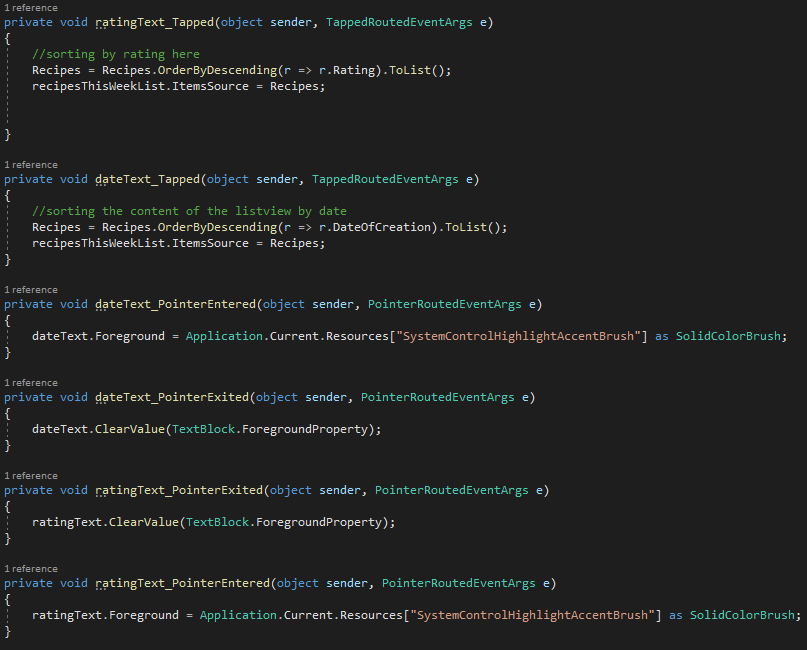 1 reference
private void ratingText_Tapped(object sender, TappedRoutedEventArgs e)
{
//sorting by rating here
Recipes = Recipes.OrderByDescending(r => r.Rating).ToList();
recipesThisWeekList.ItemsSource = Recipes;
}
1 reference
private void dateText_Tapped(object sender, TappedRoutedEventArgs e)
{
//sorting the content of the listview by date
Recipes = Recipes.OrderByDescending(r => r.DateOfCreation).ToList();
recipesThisWeekList.ItemsSource = Recipes;
}
1 reference
private void dateText_PointerEntered(object sender, PointerRoutedEventArgs e)
{
dateText.Foreground = Application.Current.Resources["SystemControlHighlightAccentBrush"] as SolidColorBrush;
}
1 reference
private void dateText_PointerExited(object sender, PointerRoutedEventArgs e)
{
dateText.ClearValue(TextBlock.ForegroundProperty);
}
1 reference
private void ratingText_PointerExited(object sender, PointerRoutedEventArgs e)
{
ratingText.ClearValue(TextBlock.ForegroundProperty);
}
1 reference
private void ratingText_PointerEntered(object sender, PointerRoutedEventArgs e)
{
ratingText.Foreground = Application.Current.Resources["SystemControlHighlightAccentBrush"] as SolidColorBrush;
}